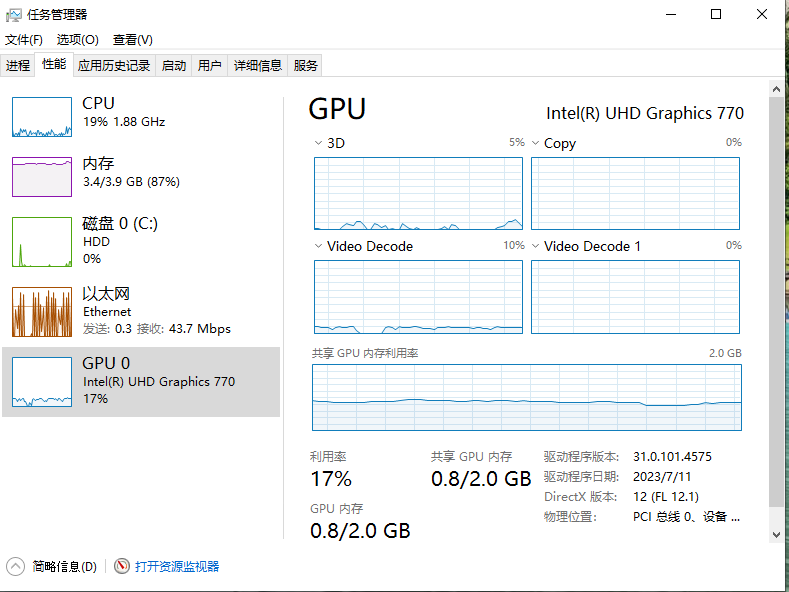 任务管理器
文件(F) 选项(O) 查看(V)
进程 性能 应用历史记录 启动 用户 详细信息 服务
CPU
19% 1.88 GHz
内存
3.4/3.9 GB (87%)
磁盘 0 (C:)
HDD
0%
以太网
Ethernet
发送: 0.3 接收: 43.7 Mbps
GPU 0
Intel(R) UHD Graphics 770
17%
GPU
Intel(R) UHD Graphics 770
3D 5% Copy 0%
Video Decode 10% Video Decode 1 0%
共享 GPU 内存利用率 2.0 GB
利用率
17%
共享 GPU 内存
0.8/2.0 GB
GPU 内存
0.8/2.0 GB
驱动程序版本: 31.0.101.4575
驱动程序日期: 2023/7/11
DirectX 版本: 12 (FL 12.1)
物理位置: PCI 总线 0、设备 ...
简略信息(D) 打开资源监视器